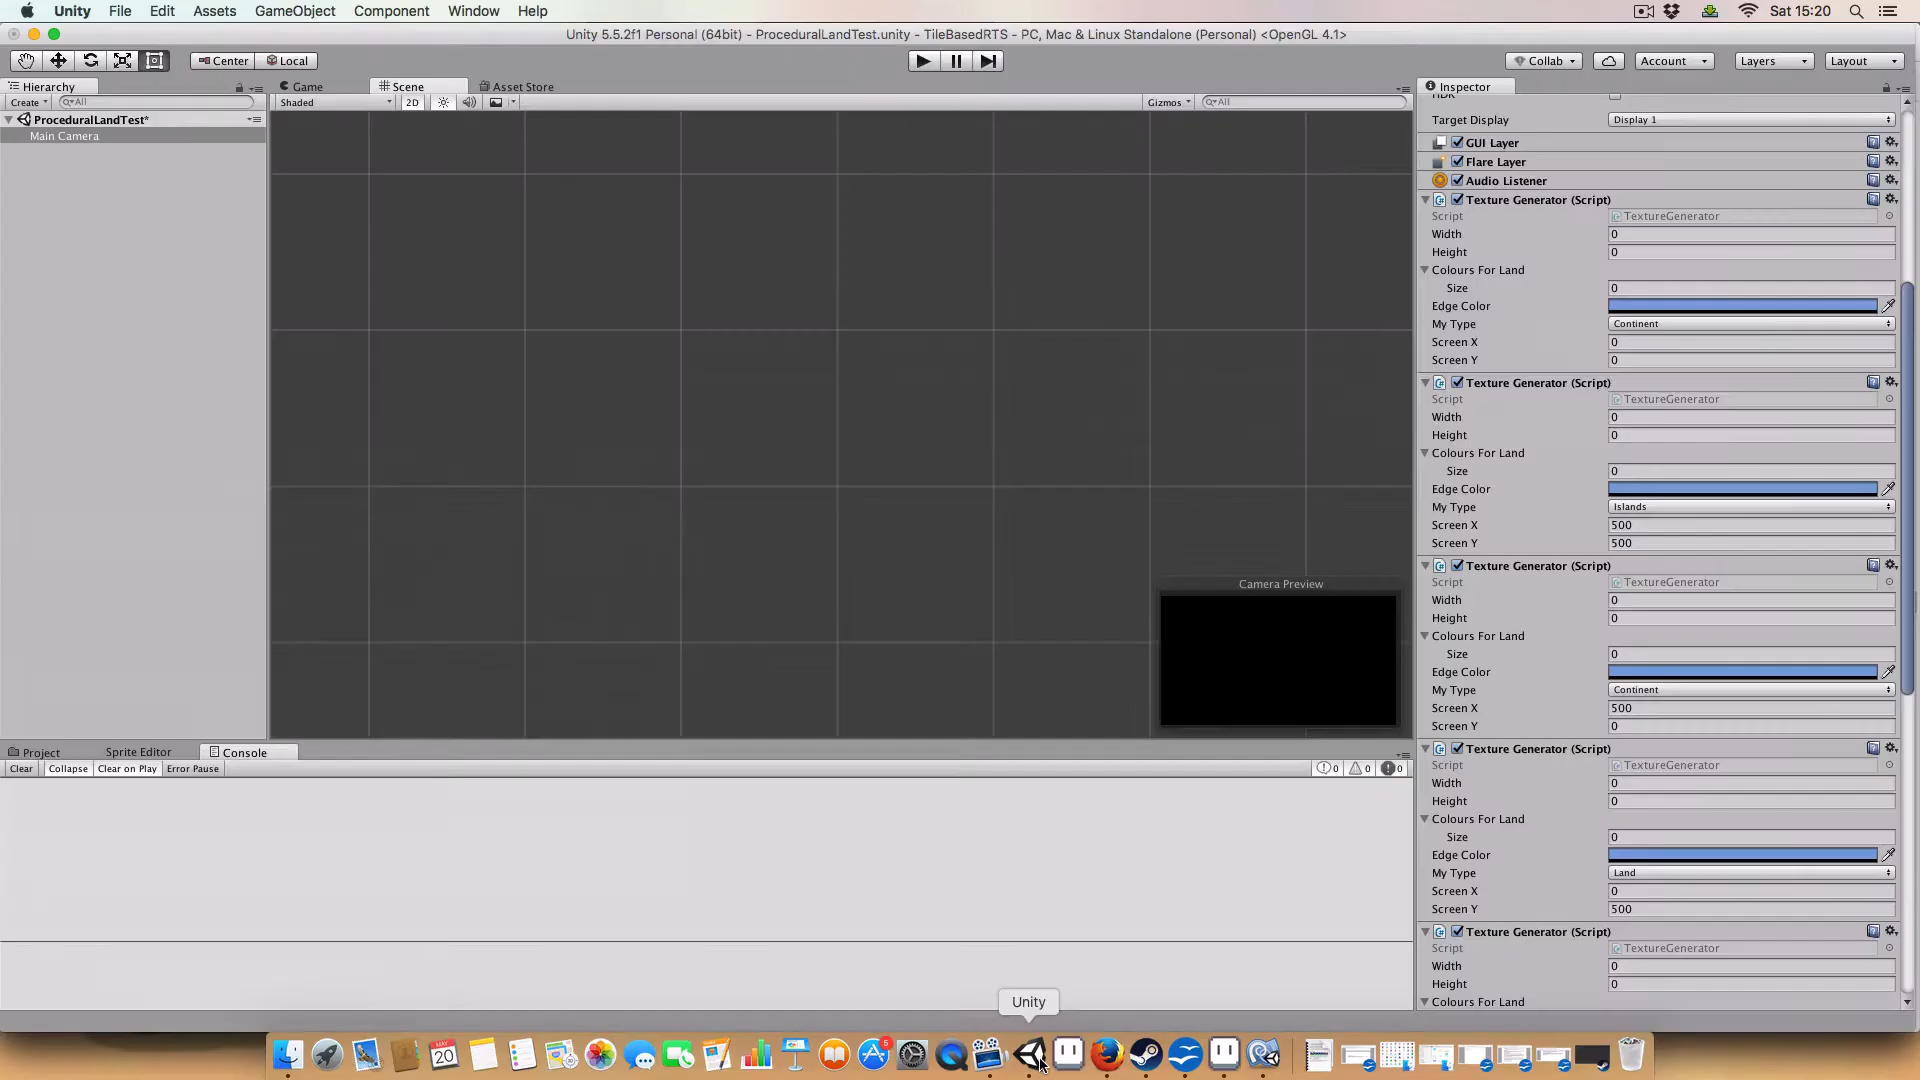 Unity File Edit Assets GameObject Component Window Help Sat 15:20
Unity 5.5.2f1 Personal (64bit) - ProceduralLandTest.unity - TileBasedRTS - PC, Mac & Linux Standalone (Personal) <OpenGL 4.1>
Center Local Collab Account Layers Layout
Hierarchy Game Scene Asset Store Inspector
Create All Shaded 2D Gizmos All
ProceduralLandTest*
Main Camera
Target Display Display 1
GUI Layer
Flare Layer
Audio Listener
Texture Generator (Script)
Script TextureGenerator
Width 0
Height 0
Colours For Land
Size 0
Edge Color
My Type Continent
Screen X 0
Screen Y 0
Texture Generator (Script)
Script TextureGenerator
Width 0
Height 0
Colours For Land
Size 0
Edge Color
My Type Islands
Screen X 500
Screen Y 500
Texture Generator (Script)
Script TextureGenerator
Width 0
Height 0
Colours For Land
Size 0
Edge Color
My Type Continent
Screen X 500
Screen Y 0
Texture Generator (Script)
Script TextureGenerator
Width 0
Height 0
Colours For Land
Size 0
Edge Color
My Type Land
Screen X 0
Screen Y 500
Texture Generator (Script)
Script TextureGenerator
Width 0
Height 0
Colours For Land
Camera Preview
Project Sprite Editor Console
Clear Collapse Clear on Play Error Pause 0 0 0
Unity
MAY
20
5